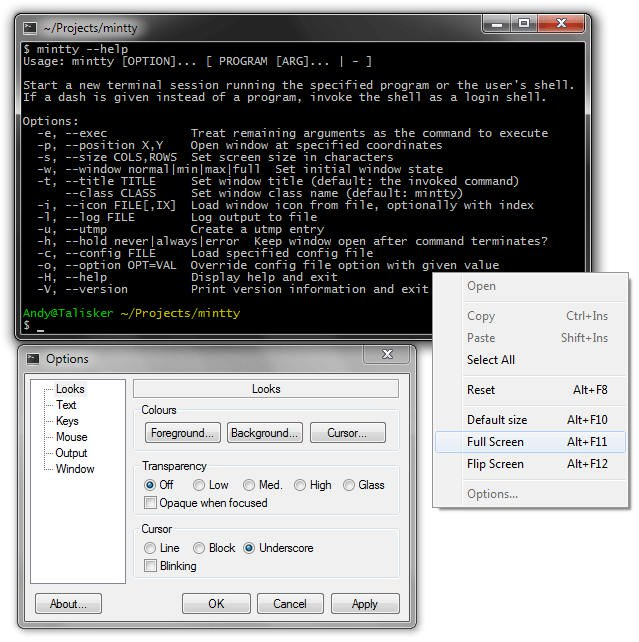 ~/Projects/mintty
$ mintty --help
Usage: mintty [OPTION]... [ PROGRAM [ARG]... | - ]
Start a new terminal session running the specified program or the user's shell.
If a dash is given instead of a program, invoke the shell as a login shell.
Options:
-e, --exec Treat remaining arguments as the command to execute
-p, --position X,Y Open window at specified coordinates
-s, --size COLS,ROWS Set screen size in characters
-w, --window normal|min|max|full Set initial window state
-t, --title TITLE Set window title (default: the invoked command)
--class CLASS Set window class name (default: mintty)
-i, --icon FILE[,IX] Load window icon from file, optionally with index
-l, --log FILE Log output to file
-u, --utmp Create a utmp entry
-h, --hold never|always|error Keep window open after command terminates?
-c, --config FILE Load specified config file
-o, --option OPT=VAL Override config file option with given value
-H, --help Display help and exit
-V, --version Print version information and exit
Andy@Talisker ~/Projects/mintty
$ _
Open
Copy Ctrl+Ins
Paste Shift+Ins
Select All
Reset Alt+F8
Default size Alt+F10
Full Screen Alt+F11
Flip Screen Alt+F12
Options...
Options
Looks
Text
Keys
Mouse
Output
Window
Looks
Colours
Foreground... Background... Cursor...
Transparency
Off Low Med. High Glass
Opaque when focused
Cursor
Line Block Underscore
Blinking
About... OK Cancel Apply